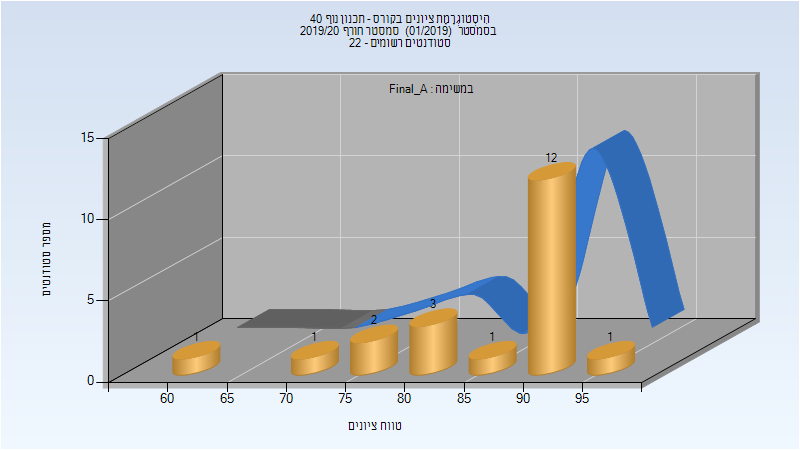 היסטוגרמת ציונים בקורס - תכנון נוף 40
בסמסטר (01/2019) סמסטר חורף 2019/20
סטודנטים רשומים - 22
במשימה : Final_A
מספר סטודנטים
15
10
5
0
1
1
2
3
1
12
1
60 65 70 75 80 85 90 95
טווח ציונים